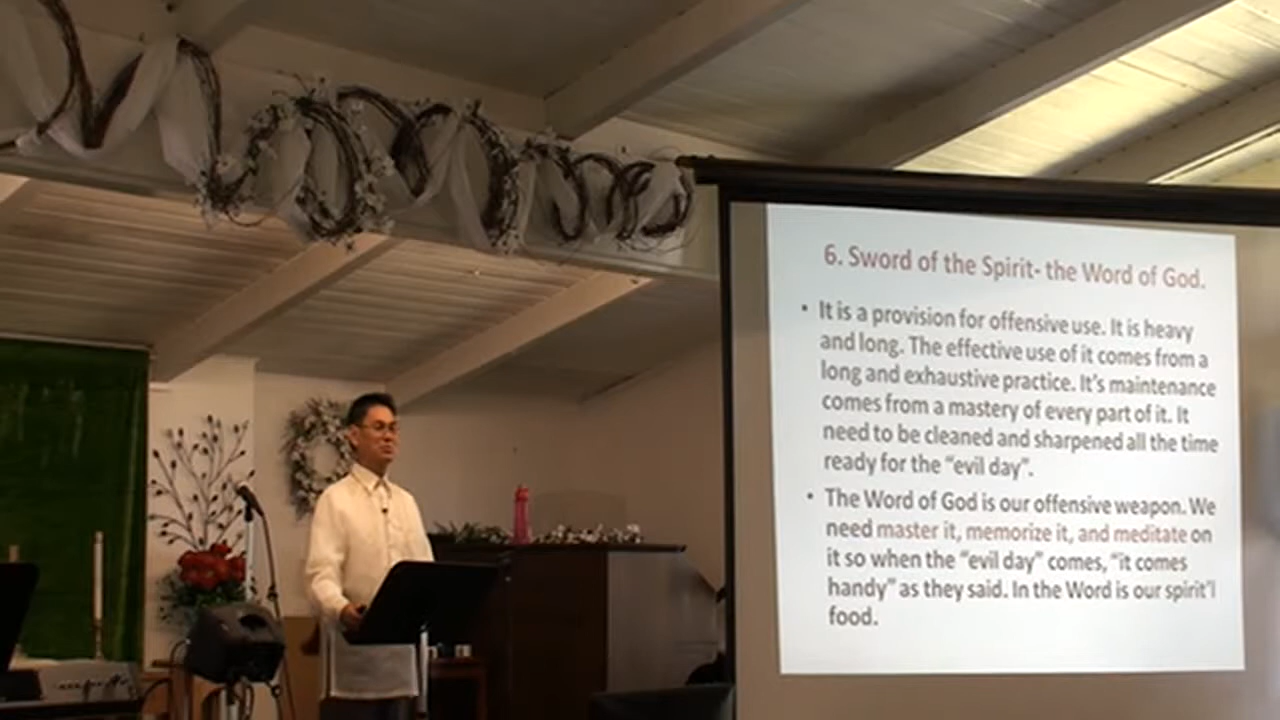 6. Sword of the Spirit- the Word of God.
• It is a provision for offensive use. It is heavy
and long. The effective use of it comes from a
long and exhaustive practice. It's maintenance
comes from a mastery of every part of it. It
need to be cleaned and sharpened all the time
ready for the "evil day".
• The Word of God is our offensive weapon. We
need master it, memorize it, and meditate on
it so when the "evil day" comes, "it comes
handy" as they said. In the Word is our spirit'l
food.